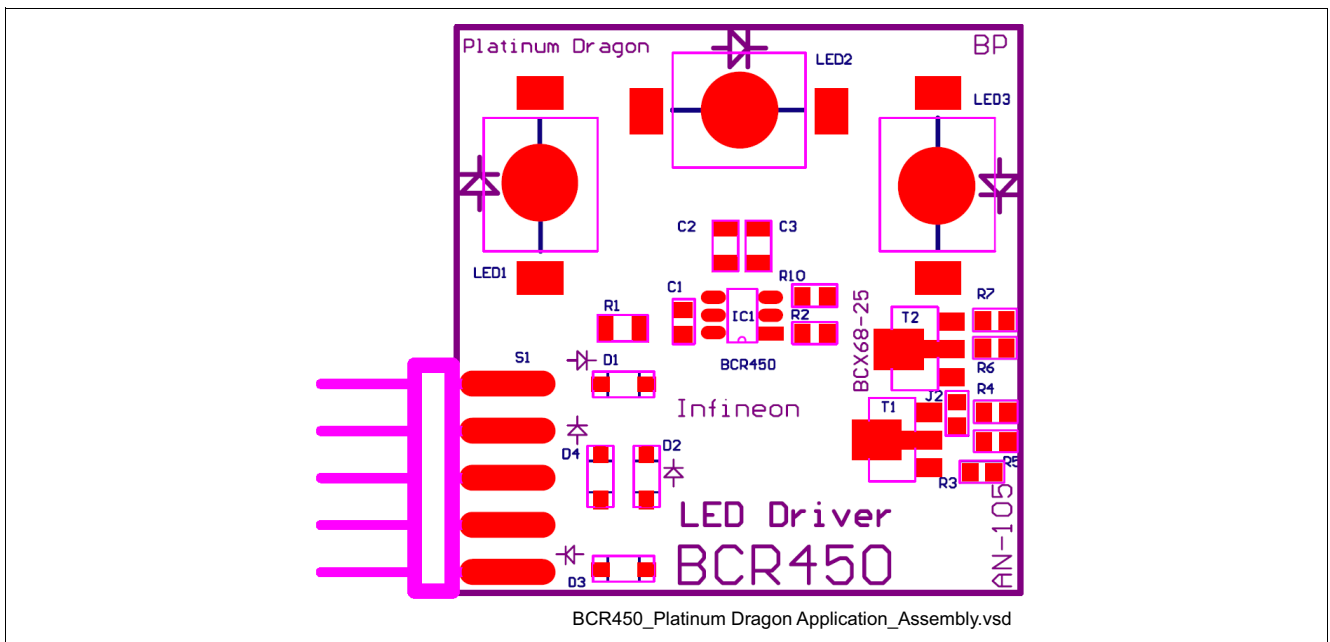 Platinum Dragon
BP
LED2
LED3
LED1
C2
C3
R10
C1
R1
IC1
R2
BCX68-25
T2
R7
BCR450
R6
S1
D1
Infineon
T1
J2
R4
D4
D2
R5
R3
LED Driver
AN-105
D3
BCR450
BCR450_Platinum Dragon Application_Assembly.vsd